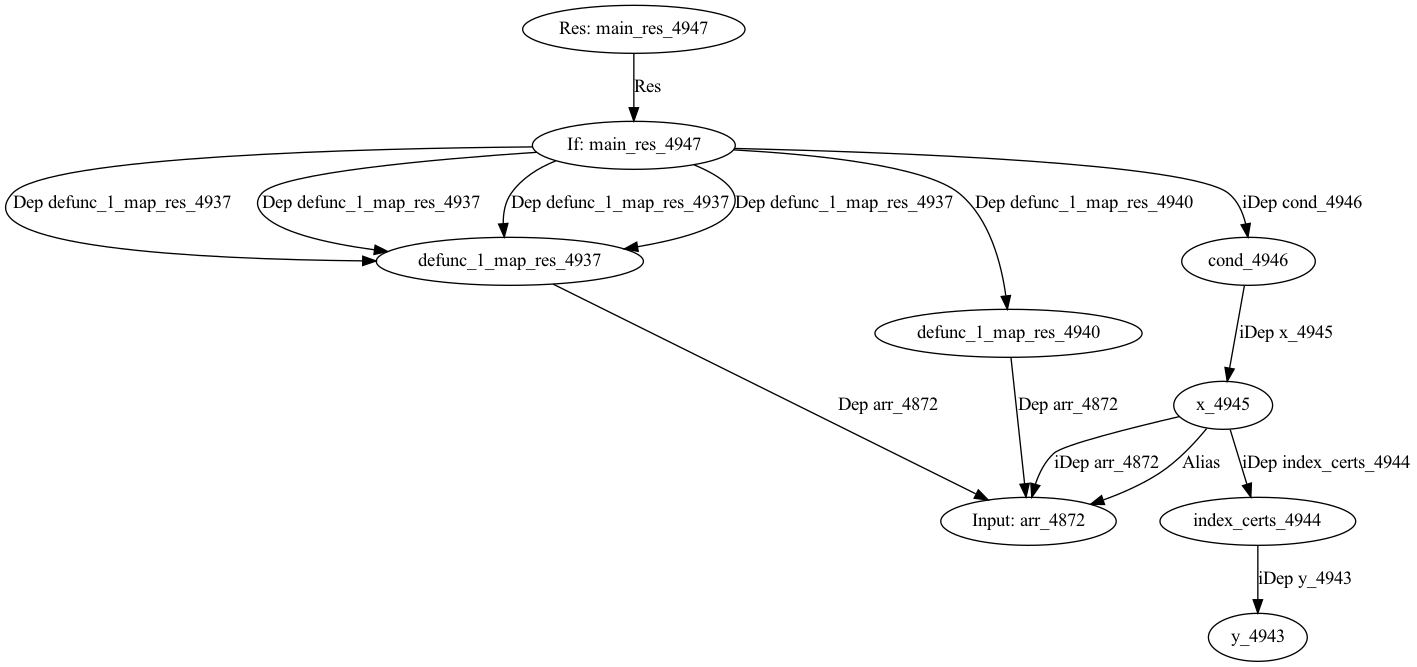 Res: main_res_4947
Res
If: main_res_4947
Dep defunc_1_map_res_4937
Dep defunc_1_map_res_4937
Dep defunc_1_map_res_4937
Dep defunc_1_map_res_4937
Dep defunc_1_map_res_4940
iDep cond_4946
defunc_1_map_res_4937
cond_4946
defunc_1_map_res_4940
iDep x_4945
Dep arr_4872
Dep arr_4872
x_4945
iDep arr_4872
Alias
iDep index_certs_4944
Input: arr_4872
index_certs_4944
iDep y_4943
y_4943